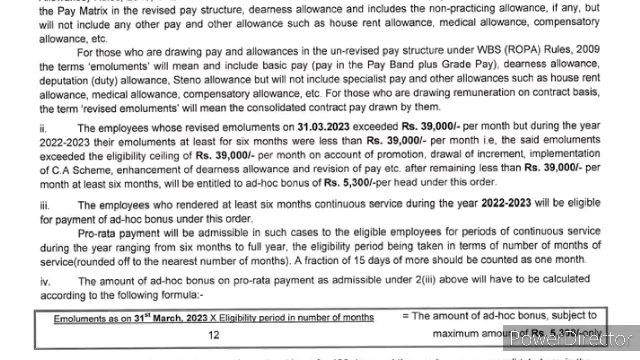 the Pay Matrix in the revised pay structure, dearness allowance and includes the non-practicing allowance, if any, but
will not include any other pay and other allowance such as house rent allowance, medical allowance, compensatory
allowance, etc.
For those who are drawing pay and allowances in the un-revised pay structure under WBS (ROPA) Rules, 2009
the terms 'emoluments' will mean and include basic pay (pay in the Pay Band plus Grade Pay), dearness allowance,
deputation (duty) allowance, Steno allowance but will not include specialist pay and other allowances such as house rent
allowance, medical allowance, compensatory allowance, etc. For those who are drawing remuneration on contract basis,
the term 'revised emoluments' will mean the consolidated contract pay drawn by them.
ii. The employees whose revised emoluments on 31.03.2023 exceeded Rs. 39,000/- per month but during the year
2022-2023 their emoluments at least for six months were less than Rs. 39,000/- per month i.e, the said emoluments
exceeded the eligibility ceiling of Rs. 39,000/- per month on account of promotion, drawal of increment, implementation
of C.A Scheme, enhancement of dearness allowance and revision of pay etc. after remaining less than Rs. 39,000/- per
month at least six months, will be entitled to ad-hoc bonus of Rs. 5,300/-per head under this order.
iii. The employees who rendered at least six months continuous service during the year 2022-2023 will be eligible
for payment of ad-hoc bonus under this order.
Pro-rata payment will be admissible in such cases to the eligible employees for periods of continuous service
during the year ranging from six months to full year, the eligibility period being taken in terms of number of months of
service(rounded off to the nearest number of months). A fraction of 15 days of more should be counted as one month.
iv. The amount of ad-hoc bonus on pro-rata payment as admissible under 2(iii) above will have to be calculated
according to the following formula:-
Emoluments as on 31st March, 2023 X Eligibility period in number of months
12
= The amount of ad-hoc bonus, subject to
maximum amount of Rs. 5,300/-only
PowerDirector